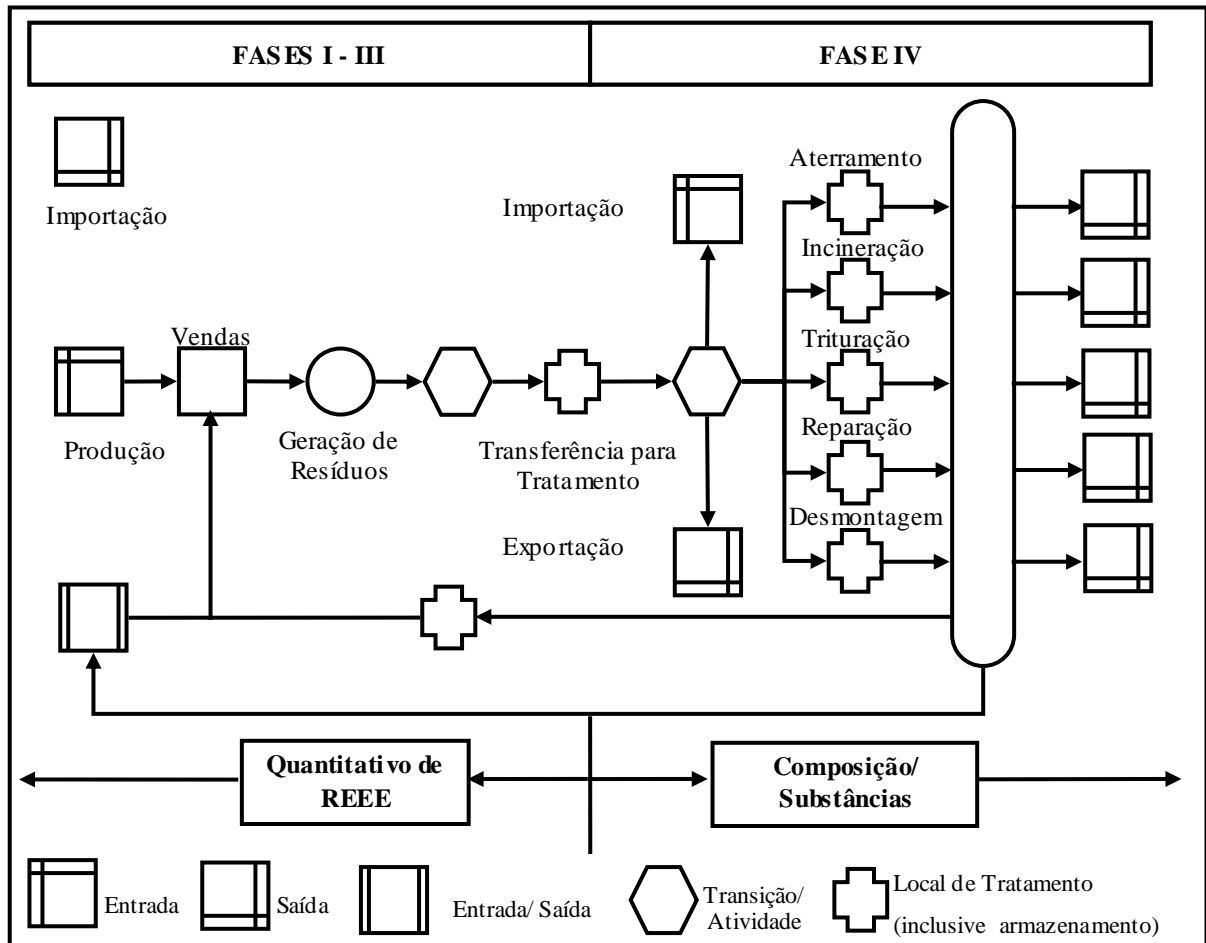 FASES I - III
FASE IV
Importação
Importação
Aterramento
Incineração
Vendas
Trituração
Produção
Geração de
Resíduos
Transferência para
Tratamento
Reparação
Exportação
Desmontagem
Quantitativo de
REEE
Composição/
Substâncias
Entrada
Saída
Entrada/ Saída
Transição/
Atividade
Local de Tratamento
(inclusive armazenamento)